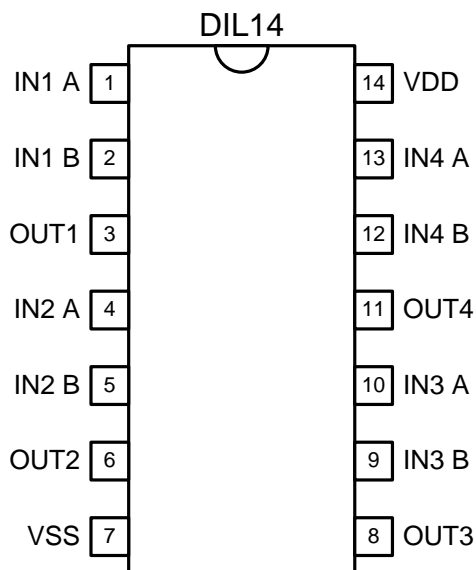 DIL14
IN1 A 1 14 VDD
IN1 B 2 13 IN4 A
OUT1 3 12 IN4 B
IN2 A 4 11 OUT4
IN2 B 5 10 IN3 A
OUT2 6 9 IN3 B
VSS 7 8 OUT3